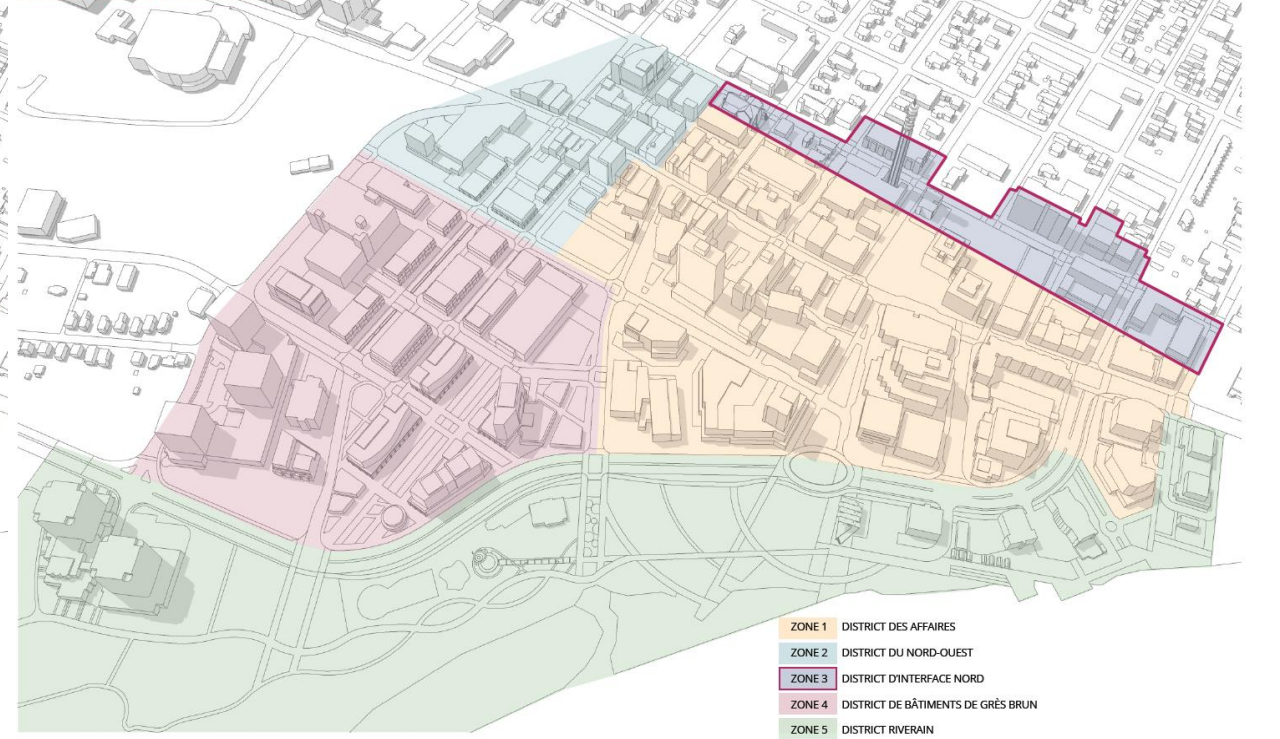 ZONE 1 DISTRICT DES AFFAIRES
ZONE 2 DISTRICT DU NORD-OUEST
ZONE 3 DISTRICT D'INTERFACE NORD
ZONE 4 DISTRICT DE BÂTIMENTS DE GRÈS BRUN
ZONE 5 DISTRICT RIVERAIN